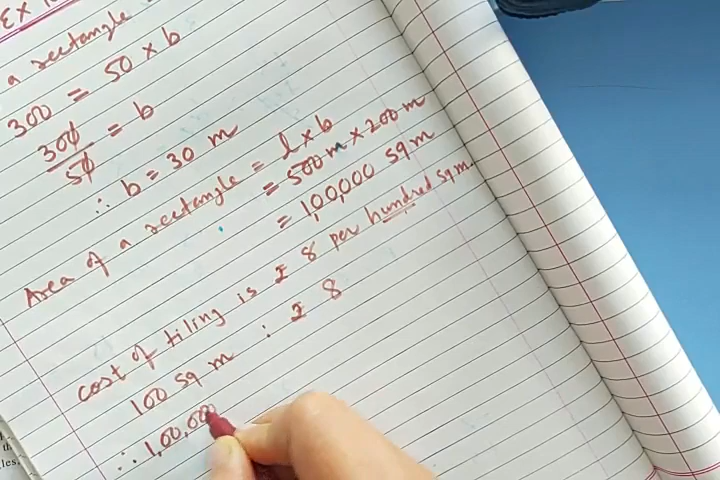 EX
a rectangle
300 = 50 × b
300/50 = b
∴ b = 30 m
Area of a rectangle = l × b
= 500 m × 200 m
= 1,00,000 sq m
Cost of tiling is ₹ 8 per hundred sq m.
100 sq m : ₹ 8
∴ 1,00,000